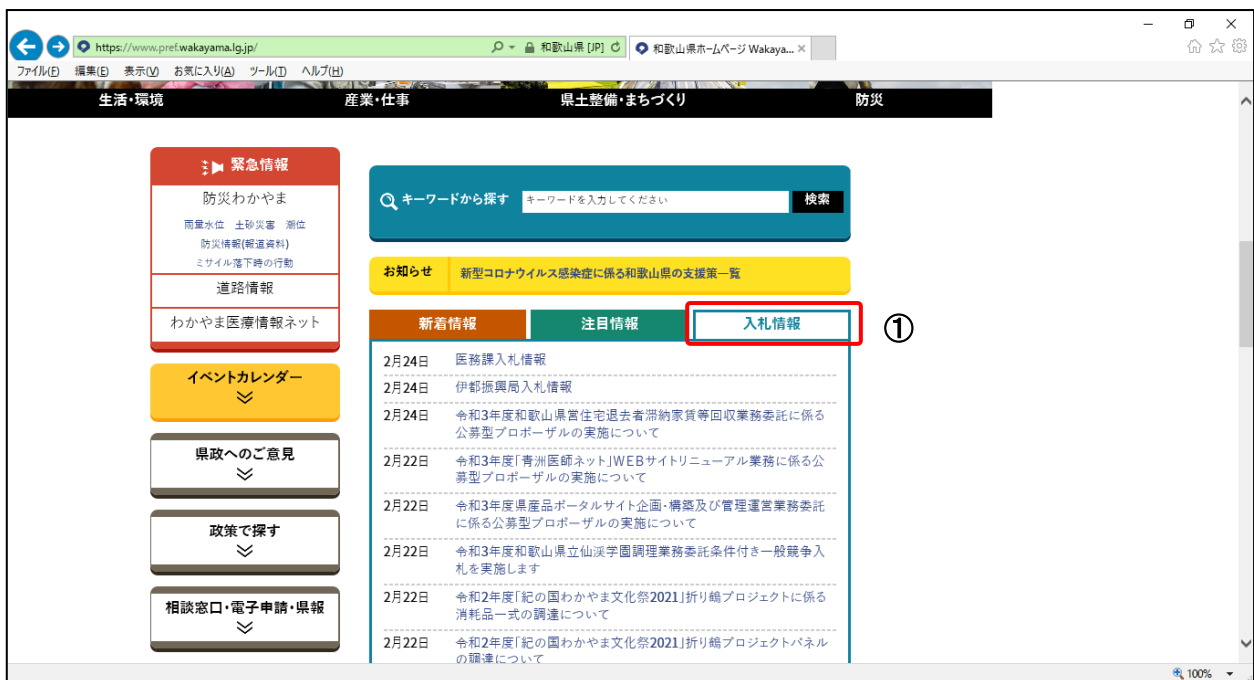 https://www.pref.wakayama.lg.jp/
和歌山県 [JP]
和歌山県ホームページ Wakaya...
ファイル(F) 編集(E) 表示(V) お気に入り(A) ツール(T) ヘルプ(H)
生活・環境 産業・仕事 県土整備・まちづくり 防災
緊急情報
防災わかやま
雨量水位 土砂災害 潮位
防災情報(報道資料)
ミサイル落下時の行動
道路情報
わかやま医療情報ネット
イベントカレンダー
県政へのご意見
政策で探す
相談窓口・電子申請・県報
キーワードから探す キーワードを入力してください 検索
お知らせ 新型コロナウイルス感染症に係る和歌山県の支援策一覧
新着情報 注目情報 入札情報 ①
2月24日 医務課入札情報
2月24日 伊都振興局入札情報
2月24日 令和3年度和歌山県営住宅退去者滞納家賃等回収業務委託に係る
公募型プロポーザルの実施について
2月22日 令和3年度「青洲医師ネット」WEBサイトリニューアル業務に係る公
募型プロポーザルの実施について
2月22日 令和3年度県産品ポータルサイト企画・構築及び管理運営業務委託
に係る公募型プロポーザルの実施について
2月22日 令和3年度和歌山県立仙渓学園調理業務委託条件付き一般競争入
札を実施します
2月22日 令和2年度「紀の国わかやま文化祭2021」折り鶴プロジェクトに係る
消耗品一式の調達について
2月22日 令和2年度「紀の国わかやま文化祭2021」折り鶴プロジェクトパネル
の調達について
100%